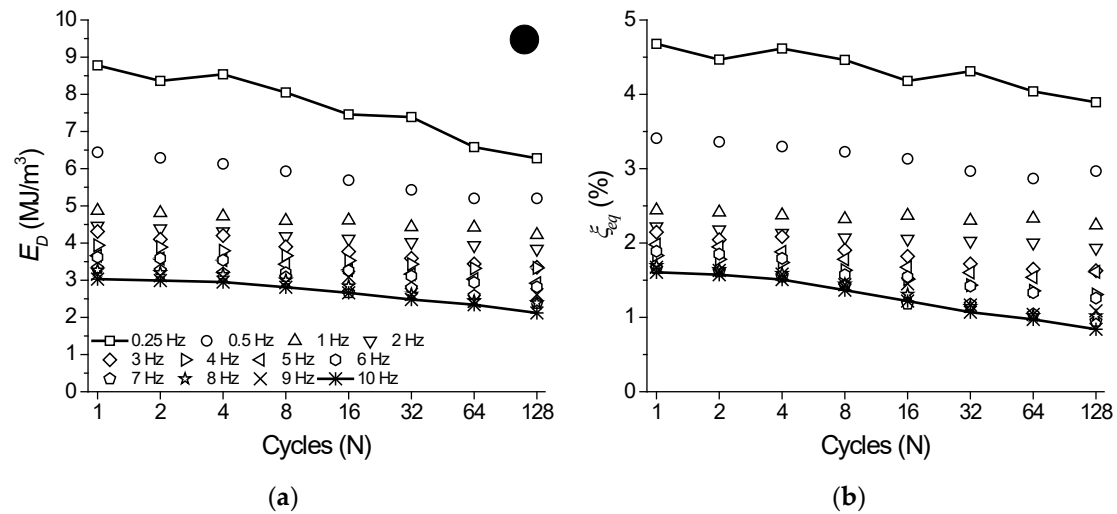 10
9
8
7
6
5
4
3
2
1
0
E_D (MJ/m³)
0.25 Hz 0.5 Hz 1 Hz 2 Hz
3 Hz 4 Hz 5 Hz 6 Hz
7 Hz 8 Hz 9 Hz 10 Hz
1 2 4 8 16 32 64 128
Cycles (N)
(a)
5%
4
3
2
1
0
ξ_eq (%)
1 2 4 8 16 32 64 128
Cycles (N)
(b)